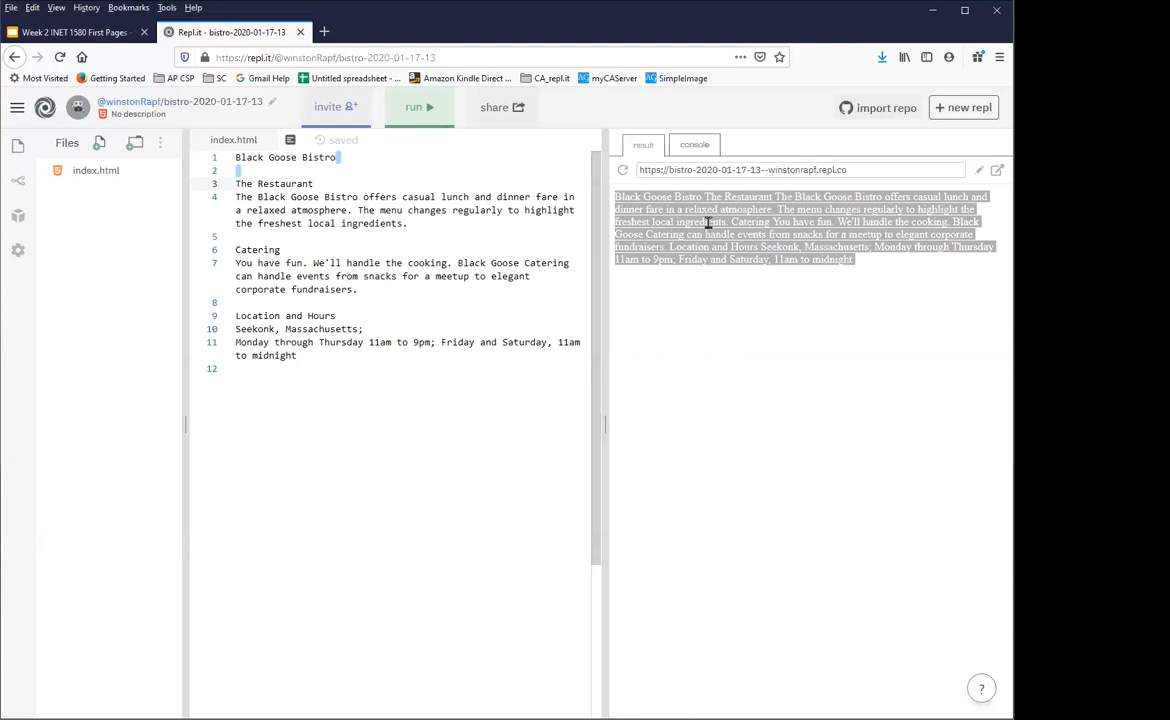 File Edit View History Bookmarks Tools Help
Week 2 INET 1580 First Pages -
Repl.it - bistro-2020-01-17-13
https://repl.it/@winstonRapf/bistro-2020-01-17-13
Most Visited Getting Started AP CSP SC Gmail Help Untitled spreadsheet - ... Amazon Kindle Direct ... CA_repl.it myCAServer SimpleImage
@winstonRapf/bistro-2020-01-17-13
No description
invite
run
share
import repo
+ new repl
Files
index.html
index.html
saved
1 Black Goose Bistro
2
3 The Restaurant
4 The Black Goose Bistro offers casual lunch and dinner fare in
a relaxed atmosphere. The menu changes regularly to highlight
the freshest local ingredients.
5
6 Catering
7 You have fun. We'll handle the cooking. Black Goose Catering
can handle events from snacks for a meetup to elegant
corporate fundraisers.
8
9 Location and Hours
10 Seekonk, Massachusetts;
11 Monday through Thursday 11am to 9pm; Friday and Saturday, 11am
to midnight
12
result console
https://bistro-2020-01-17-13--winstonrapf.repl.co
Black Goose Bistro The Restaurant The Black Goose Bistro offers casual lunch and
dinner fare in a relaxed atmosphere. The menu changes regularly to highlight the
freshest local ingredients. Catering You have fun. We'll handle the cooking. Black
Goose Catering can handle events from snacks for a meetup to elegant corporate
fundraisers. Location and Hours Seekonk, Massachusetts; Monday through Thursday
11am to 9pm; Friday and Saturday, 11am to midnight
?